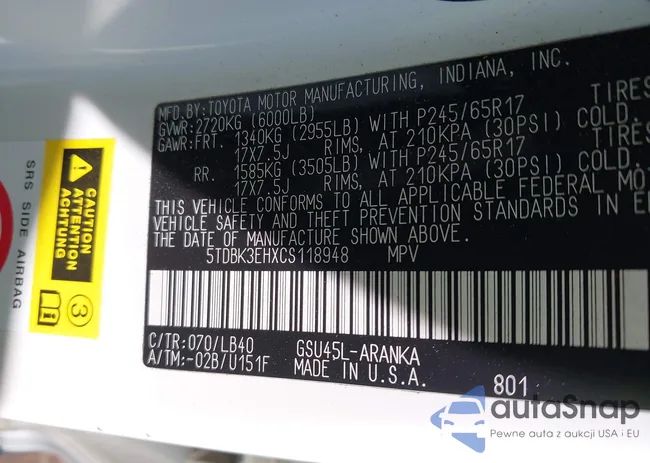 MFD.BY:TOYOTA MOTOR MANUFACTURING, INDIANA, INC.
GVWR:2720KG (6000LB)
GAWR:FRT. 1340KG (2955LB) WITH P245/65R17 TIRES
17X7.5J RIMS, AT 210KPA (30PSI) COLD.
RR. 1585KG (3505LB) WITH P245/65R17 TIRES
17X7.5J RIMS, AT 210KPA (30PSI) COLD.
THIS VEHICLE CONFORMS TO ALL APPLICABLE FEDERAL MO
VEHICLE SAFETY AND THEFT PREVENTION STANDARDS IN E
THE DATE OF MANUFACTURE SHOWN ABOVE.
5TDBK3EHXCS118948 MPV
C/TR:070/LB40 GSU45L-ARANKA
A/TM:-02B/U151F MADE IN U.S.A.
801
SRS SIDE AIRBAG
CAUTION
ATTENTION
ACHTUNG
i
3
autoSnap
Pewne auta z aukcji USA i EU